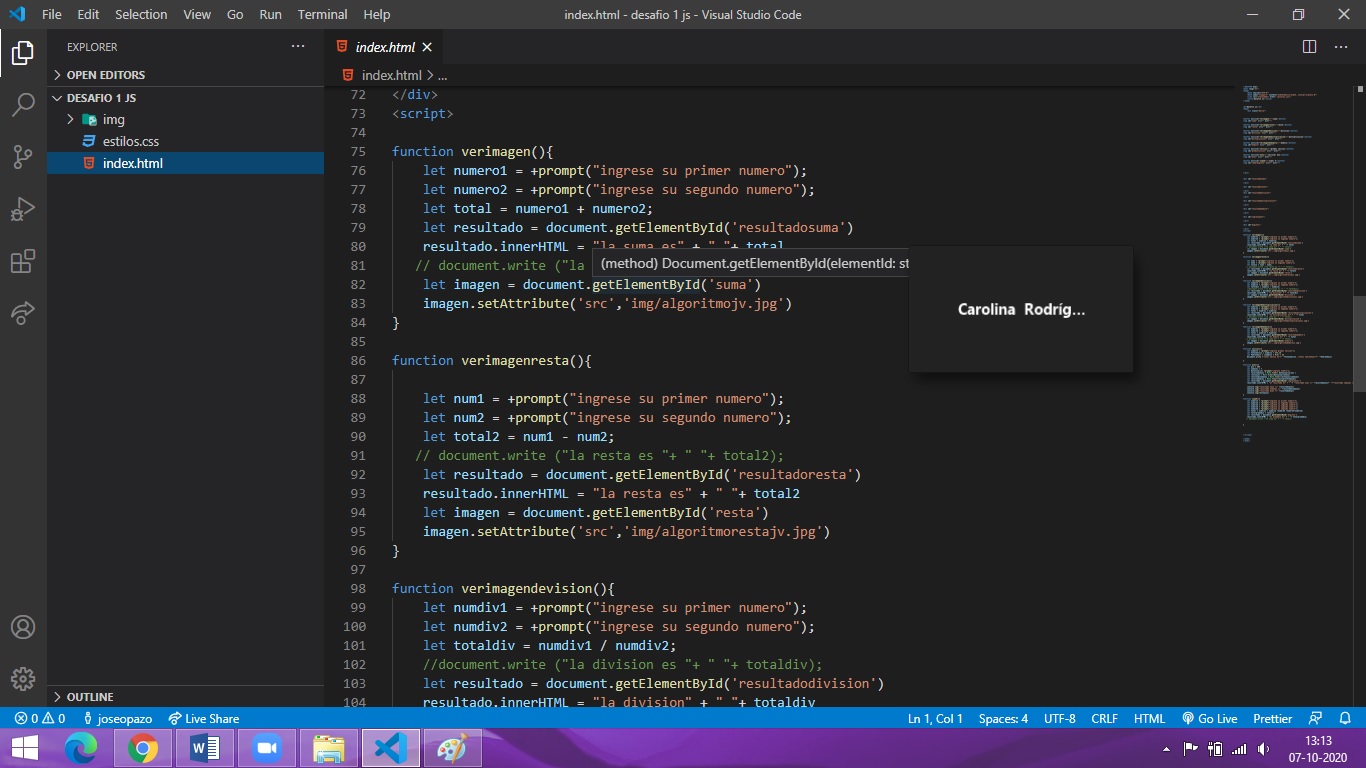 File Edit Selection View Go Run Terminal Help index.html - desafio 1 js - Visual Studio Code
EXPLORER
index.html
OPEN EDITORS
index.html > ...
DESAFIO 1 JS
img
estilos.css
index.html
72 </div>
73 <script>
74
75 function verimagen(){
76 let numero1 = +prompt("ingrese su primer numero");
77 let numero2 = +prompt("ingrese su segundo numero");
78 let total = numero1 + numero2;
79 let resultado = document.getElementById('resultadosuma')
80 resultado.innerHTML = "la suma es" + " "+ total
81 // document.write ("la
(method) Document.getElementById(elementId: st
82 let imagen = document.getElementById('suma')
83 imagen.setAttribute('src','img/algoritmojv.jpg')
84 }
85
86 function verimagenresta(){
87
88 let num1 = +prompt("ingrese su primer numero");
89 let num2 = +prompt("ingrese su segundo numero");
90 let total2 = num1 - num2;
91 // document.write ("la resta es "+ " "+ total2);
92 let resultado = document.getElementById('resultadoresta')
93 resultado.innerHTML = "la resta es" + " "+ total2
94 let imagen = document.getElementById('resta')
95 imagen.setAttribute('src','img/algoritmorestajv.jpg')
96 }
97
98 function verimagendevision(){
99 let numdiv1 = +prompt("ingrese su primer numero");
100 let numdiv2 = +prompt("ingrese su segundo numero");
101 let totaldiv = numdiv1 / numdiv2;
102 //document.write ("la division es "+ " "+ totaldiv);
103 let resultado = document.getElementById('resultadodivision')
104 resultado.innerHTML = "la division" + " "+ totaldiv
Carolina Rodríg...
OUTLINE
0 0 joseopazo Live Share Ln 1, Col 1 Spaces: 4 UTF-8 CRLF HTML Go Live Prettier
13:13
07-10-2020